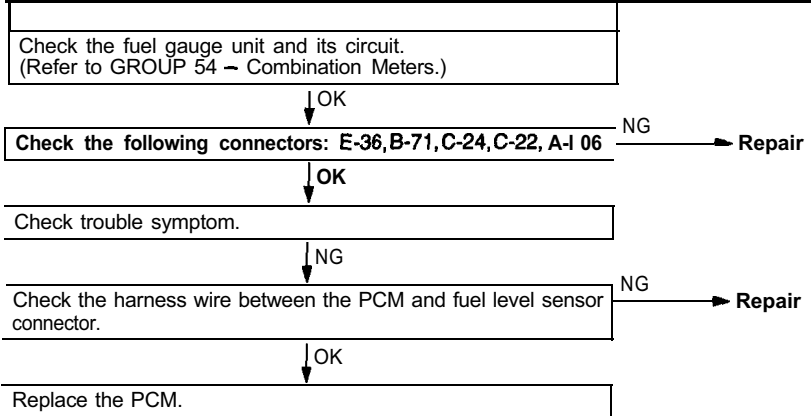 Check the fuel gauge unit and its circuit.
(Refer to GROUP 54 – Combination Meters.)
OK
Check the following connectors: E-36, B-71, C-24, C-22, A-I 06
NG
Repair
OK
Check trouble symptom.
NG
Check the harness wire between the PCM and fuel level sensor
connector.
NG
Repair
OK
Replace the PCM.